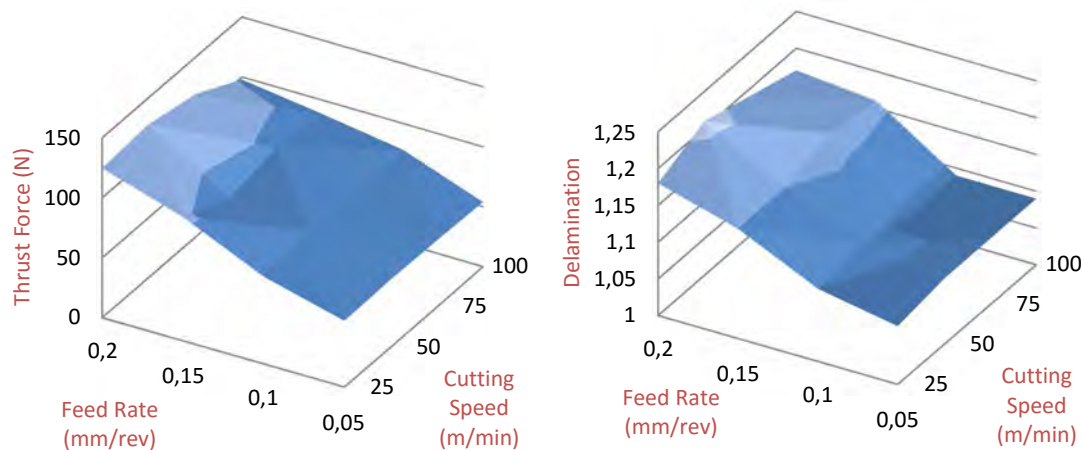 Thrust Force (N)
150
100
50
0
0,2
0,15
0,1
0,05
Feed Rate
(mm/rev)
25
50
75
100
Cutting
Speed
(m/min)
Delamination
1,25
1,2
1,15
1,1
1,05
1
0,2
0,15
0,1
0,05
Feed Rate
(mm/rev)
25
50
75
100
Cutting
Speed
(m/min)